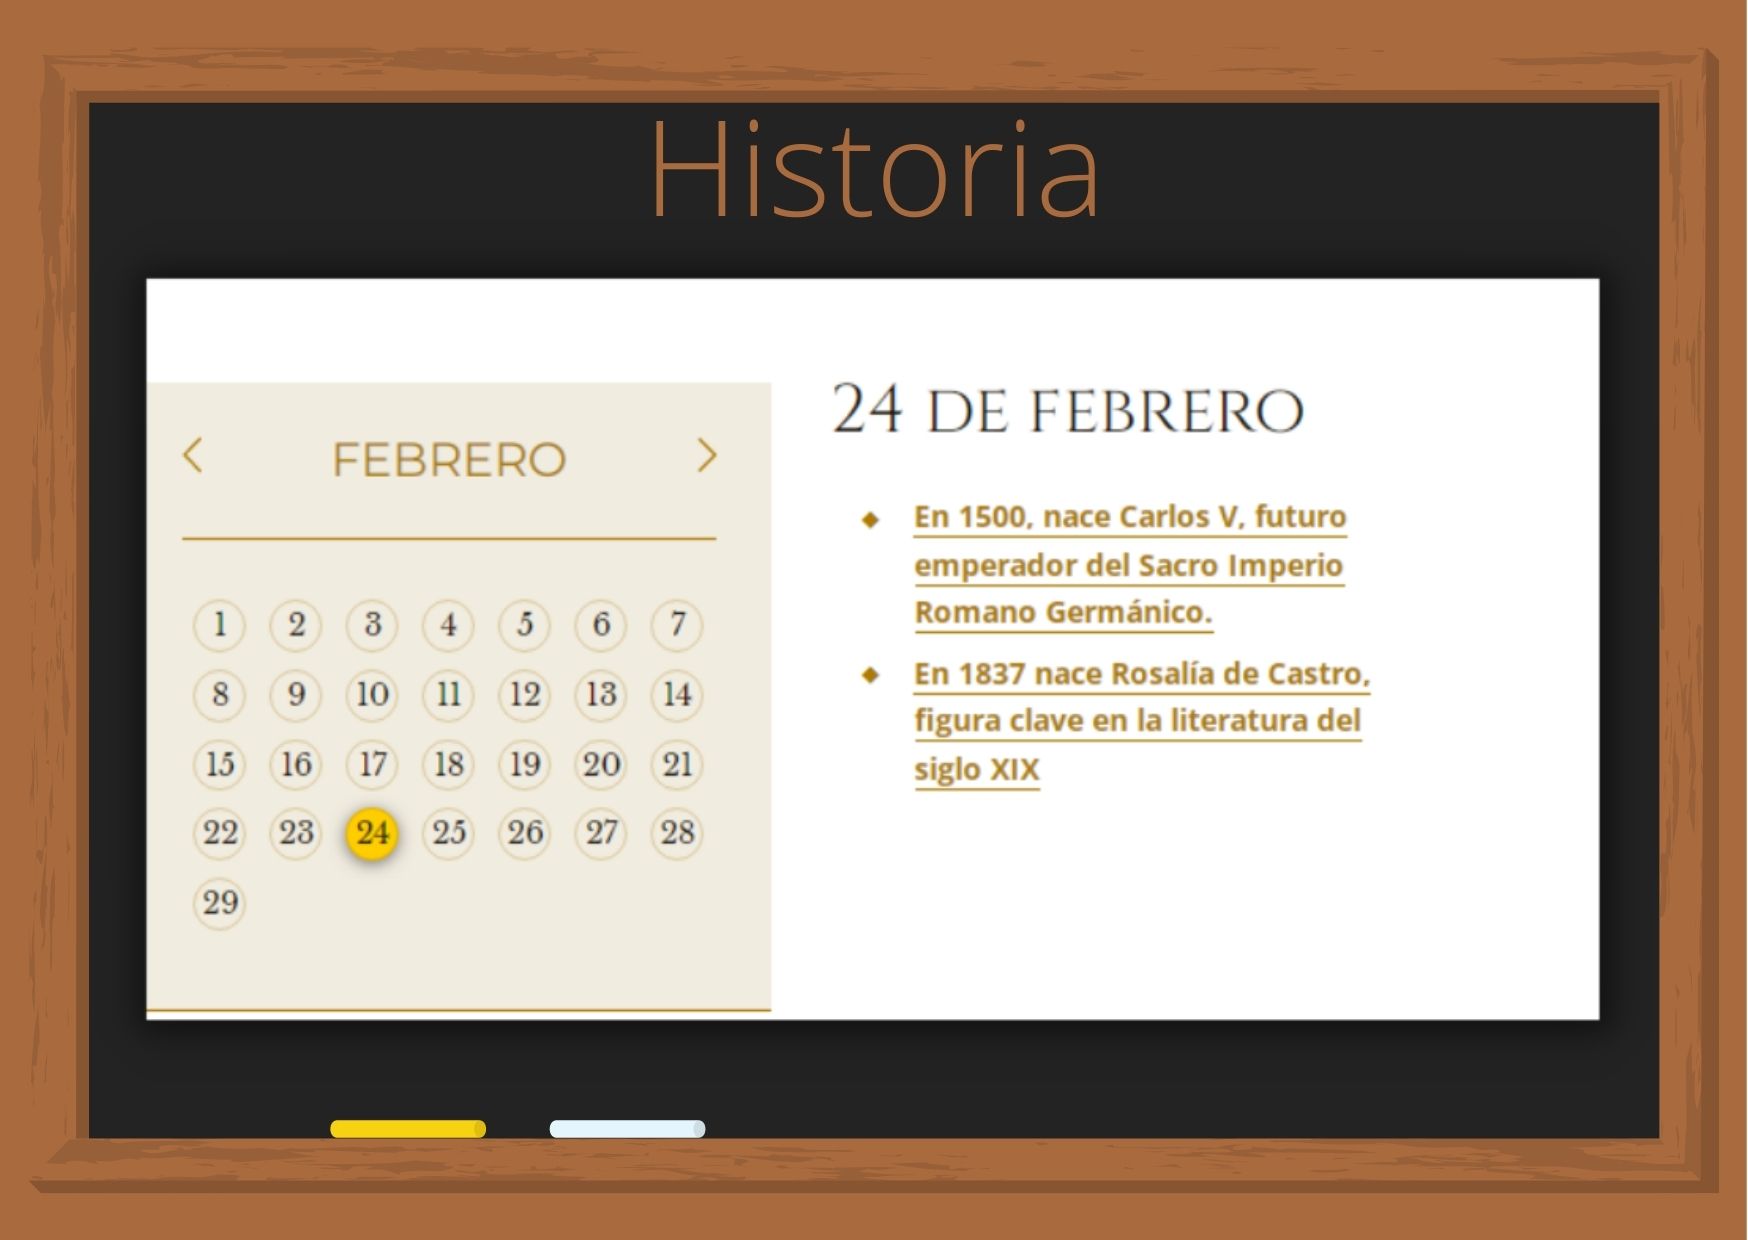 Historia
FEBRERO
1 2 3 4 5 6 7
8 9 10 11 12 13 14
15 16 17 18 19 20 21
22 23 24 25 26 27 28
29
24 DE FEBRERO
En 1500, nace Carlos V, futuro
emperador del Sacro Imperio
Romano Germánico.
En 1837 nace Rosalía de Castro,
figura clave en la literatura del
siglo XIX